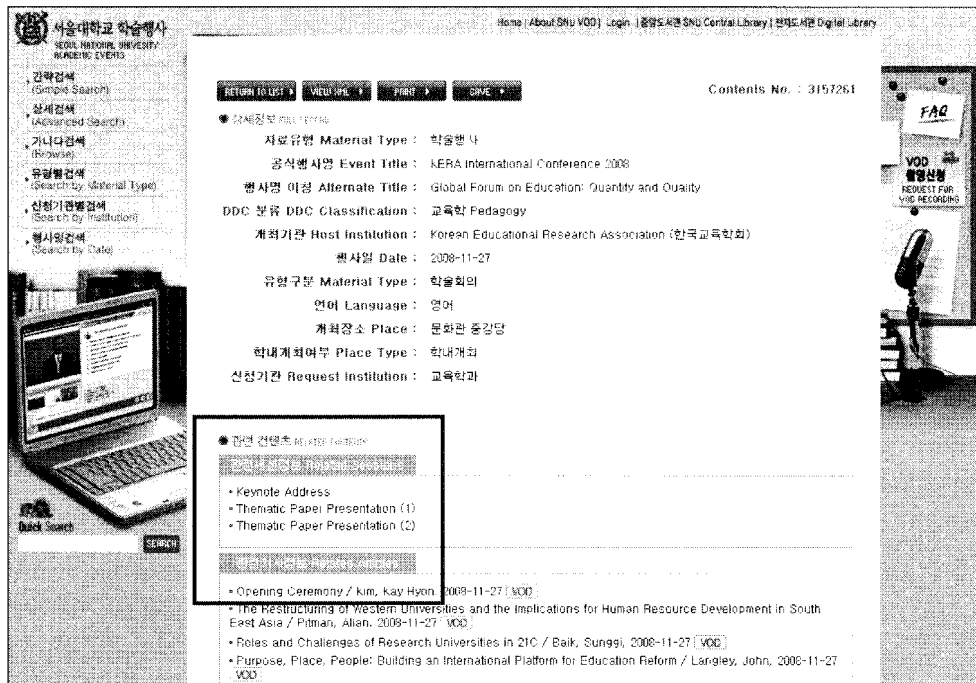 서울대학교 학술행사
SEOUL NATIONAL UNIVERSITY
ACADEMIC EVENTS
Home | About SNU VOD | Login | 중앙도서관 SNU Central Library | 전자도서관 Digital Library
간략검색
(Simple Search)
상세검색
(Advanced Search)
가나다검색
(Browse)
유형별검색
(Search by Material Type)
신청기관별검색
(Search by Institution)
행사일검색
(Search by Date)
Quick Search
SEARCH
RETURN TO LIST VIEW XML PRINT SAVE
Contents No. : 3157261
상세정보
자료유형 Material Type : 학술행사
공식행사명 Event Title : KERA International Conference 2008
행사명 이칭 Alternate Title : Global Forum on Education: Quantity and Quality
DDC 분류 DDC Classification : 교육학 Pedagogy
개최기관 Host Institution : Korean Educational Research Association (한국교육학회)
행사일 Date : 2008-11-27
유형구분 Material Type : 학술회의
언어 Language : 영어
개최장소 Place : 문화관 중강당
학내개최여부 Place Type : 학내개최
신청기관 Request Institution : 교육학과
관련 컨텐츠
Related Sessions
• Keynote Address
• Thematic Paper Presentation (1)
• Thematic Paper Presentation (2)
Related Articles
• Opening Ceremony / Kim, Kay Hyon, 2008-11-27 VOD
• The Restructuring of Western Universities and the Implications for Human Resource Development in South
East Asia / Pitman, Allan, 2008-11-27 VOD
• Roles and Challenges of Research Universities in 21C / Baik, Sunggi, 2008-11-27 VOD
• Purpose, Place, People: Building an International Platform for Education Reform / Langley, John, 2008-11-27
VOD
FAQ
VOD
촬영신청
REQUEST FOR
VOD RECORDING